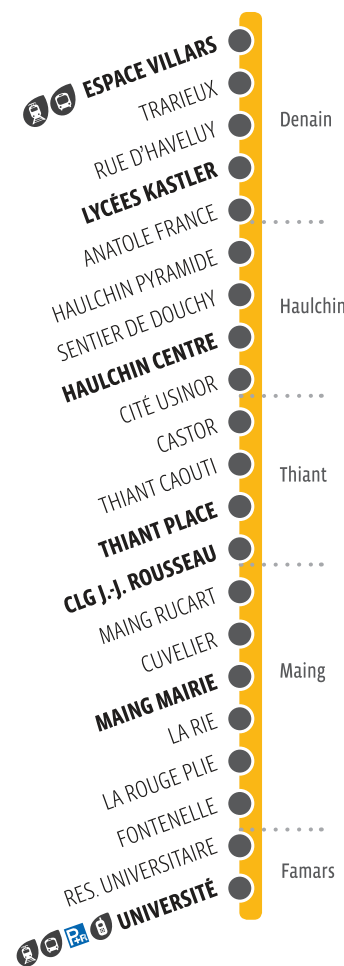 ESPACE VILLARS
TRARIEUX
RUE D'HAVELUY
Denain
LYCÉES KASTLER
ANATOLE FRANCE
HAULCHIN PYRAMIDE
SENTIER DE DOUCHY
Haulchin
HAULCHIN CENTRE
CITÉ USINOR
CASTOR
THIANT CAOUTI
Thiant
THIANT PLACE
CLG J.-J. ROUSSEAU
MAING RUCART
CUVELIER
Maing
MAING MAIRIE
LA RIE
LA ROUGE PLIE
FONTENELLE
RES. UNIVERSITAIRE
Famars
P+R UNIVERSITÉ